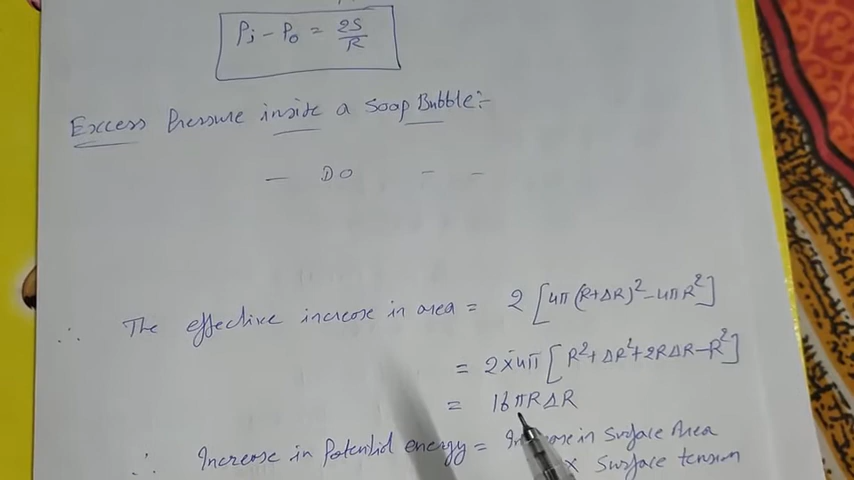 Pi - Po = 2S/R
Excess Pressure inside a Soap Bubble:-
— DO — —
∴ The effective increase in area = 2 [4π(R+ΔR)² - 4πR²]
= 2×4π [R²+ΔR²+2RΔR-R²]
= 16πRΔR
∴ Increase in Potential energy = Increase in Surface Area
× Surface tension